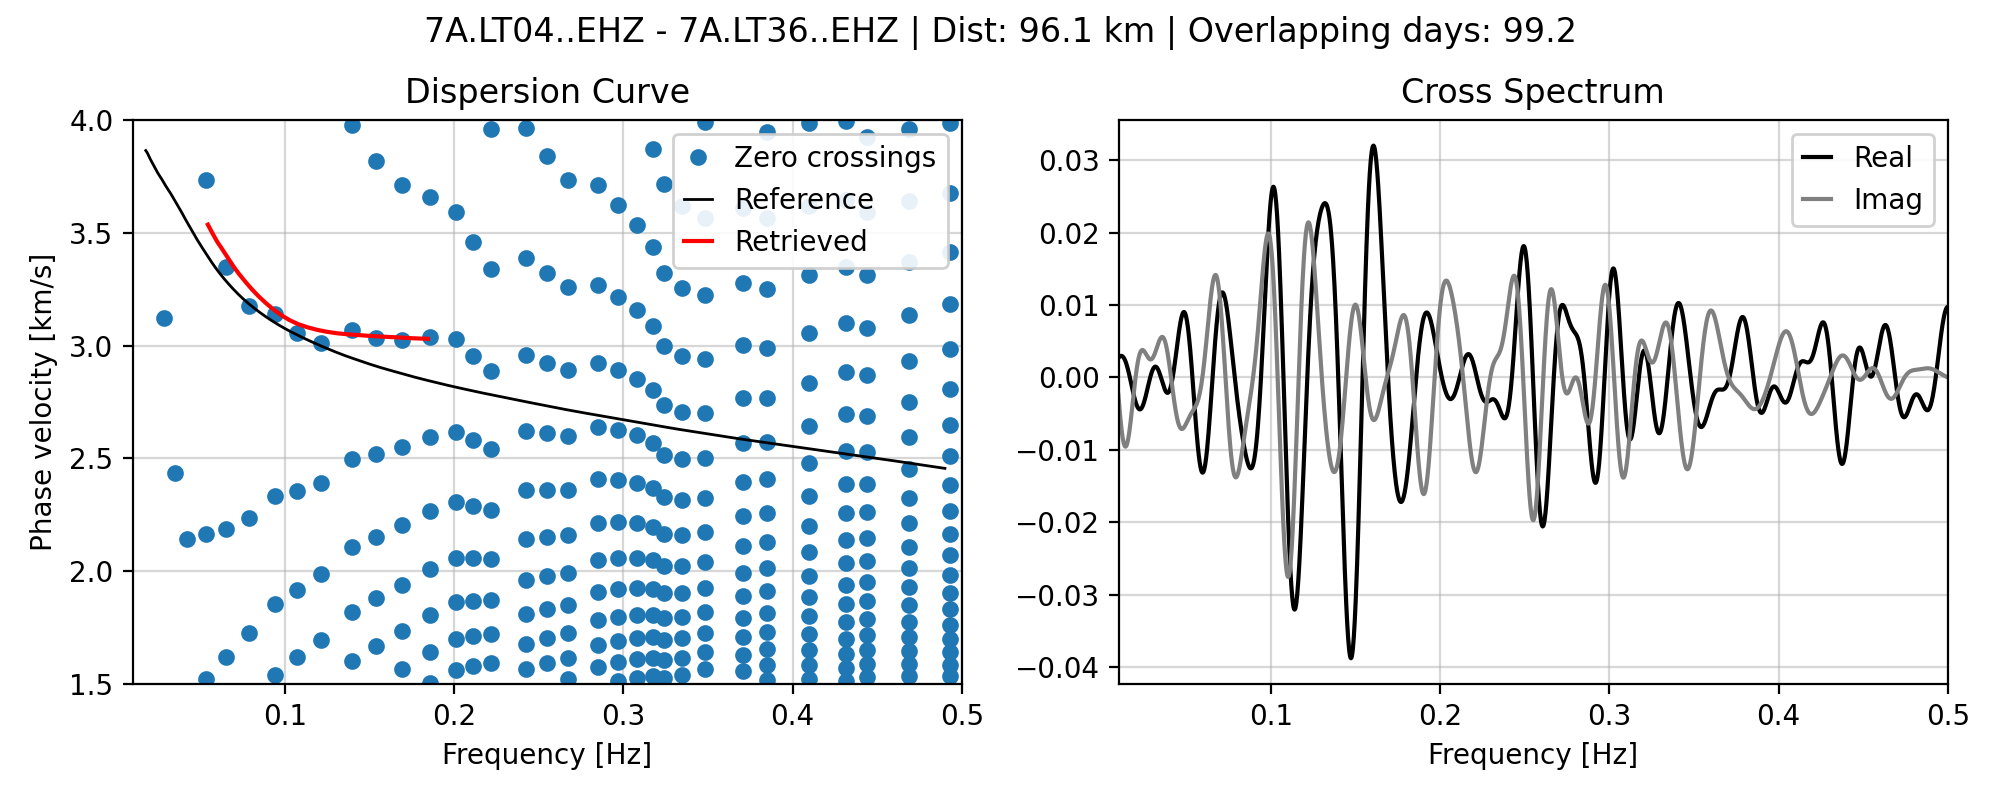 7A.LT04..EHZ - 7A.LT36..EHZ | Dist: 96.1 km | Overlapping days: 99.2
Dispersion Curve
4.0
3.5
3.0
2.5
2.0
1.5
Phase velocity [km/s]
0.1 0.2 0.3 0.4 0.5
Frequency [Hz]
Zero crossings
Reference
Retrieved
Cross Spectrum
0.03
0.02
0.01
0.00
−0.01
−0.02
−0.03
−0.04
0.1 0.2 0.3 0.4 0.5
Frequency [Hz]
Real
Imag